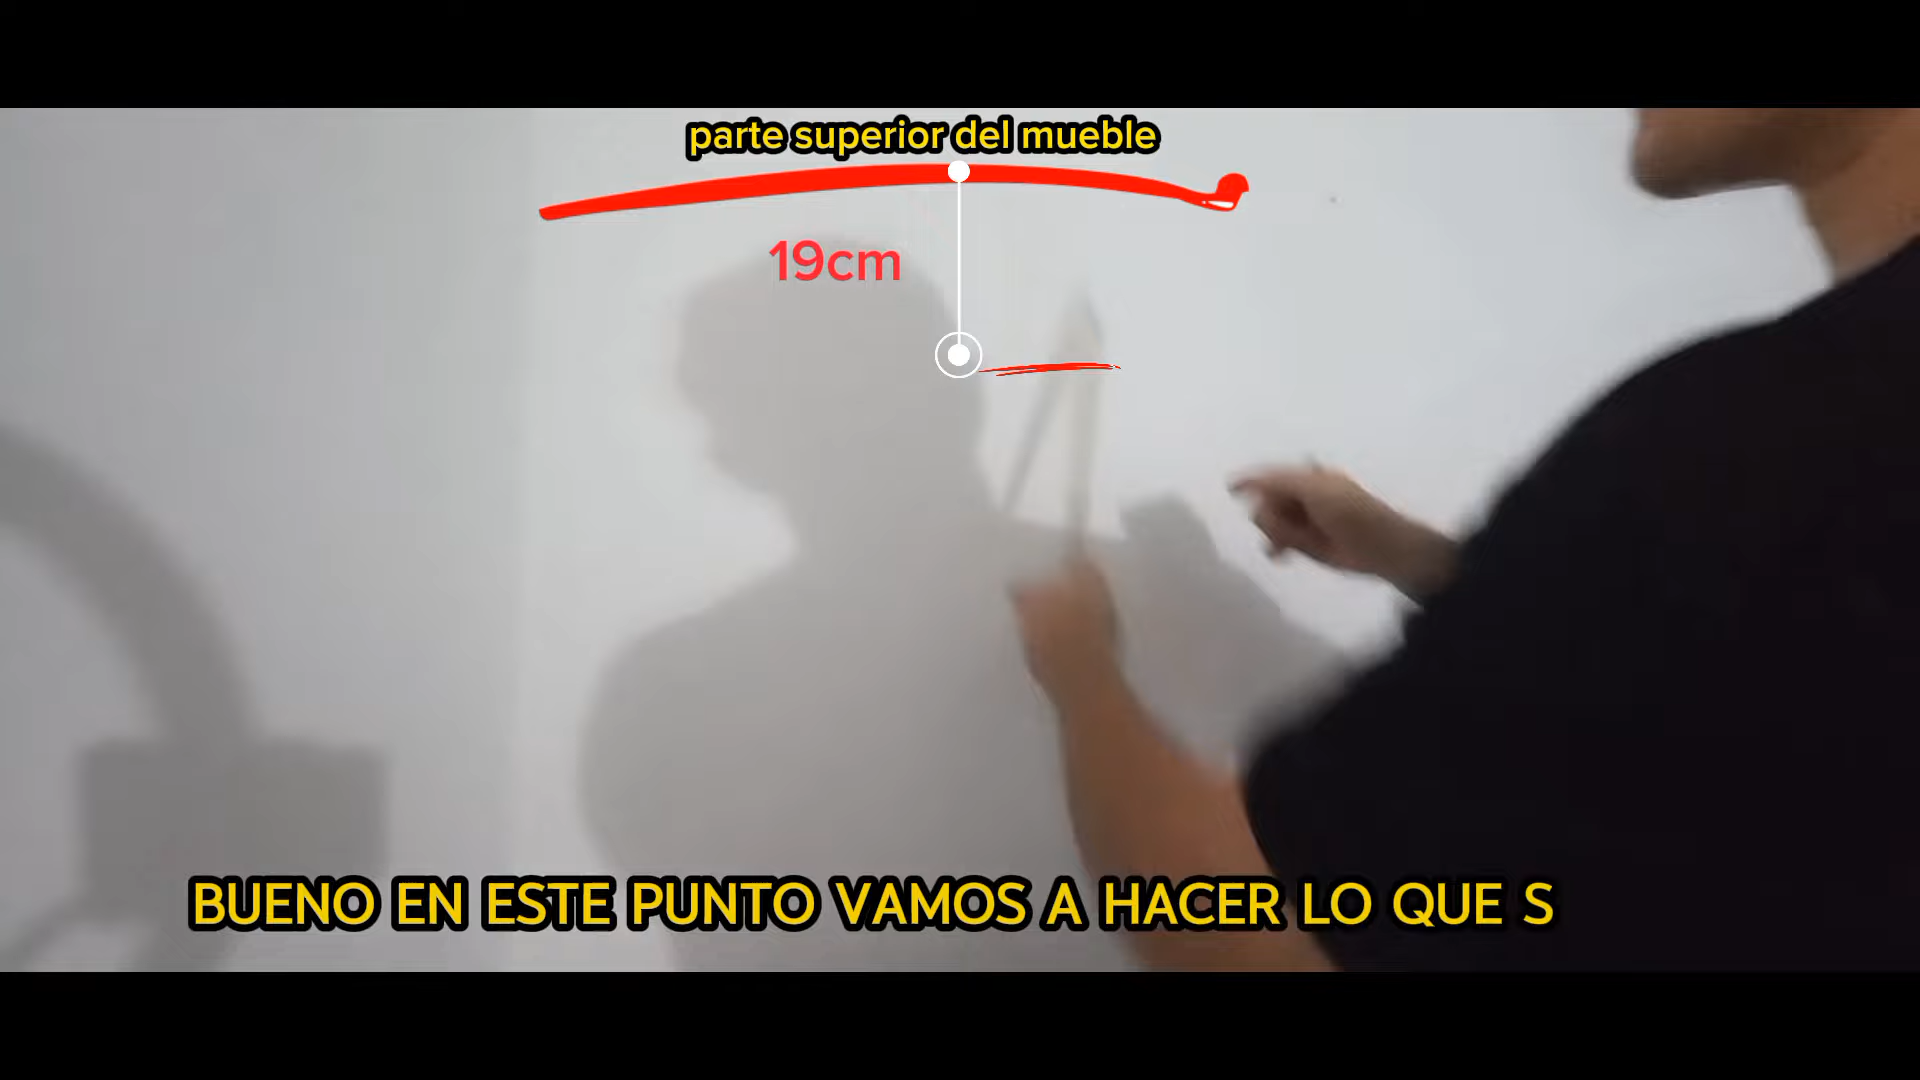 parte superior del mueble
19cm
BUENO EN ESTE PUNTO VAMOS A HACER LO QUE S